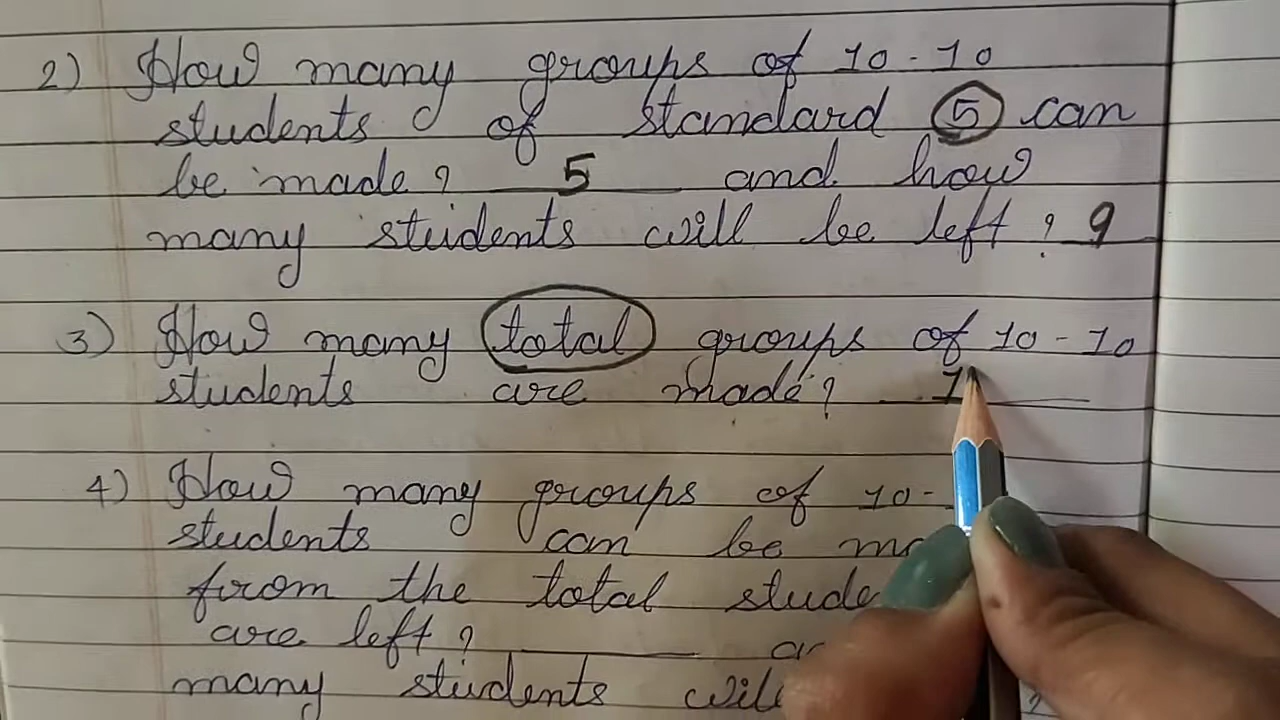 2) How many groups of 10-10
students of standard 5 can
be made? 5 and how
many students will be left? 9
3) How many total groups of 10-10
students are made? 1
4) How many groups of 10-
students can be
from the total
are left?
many students